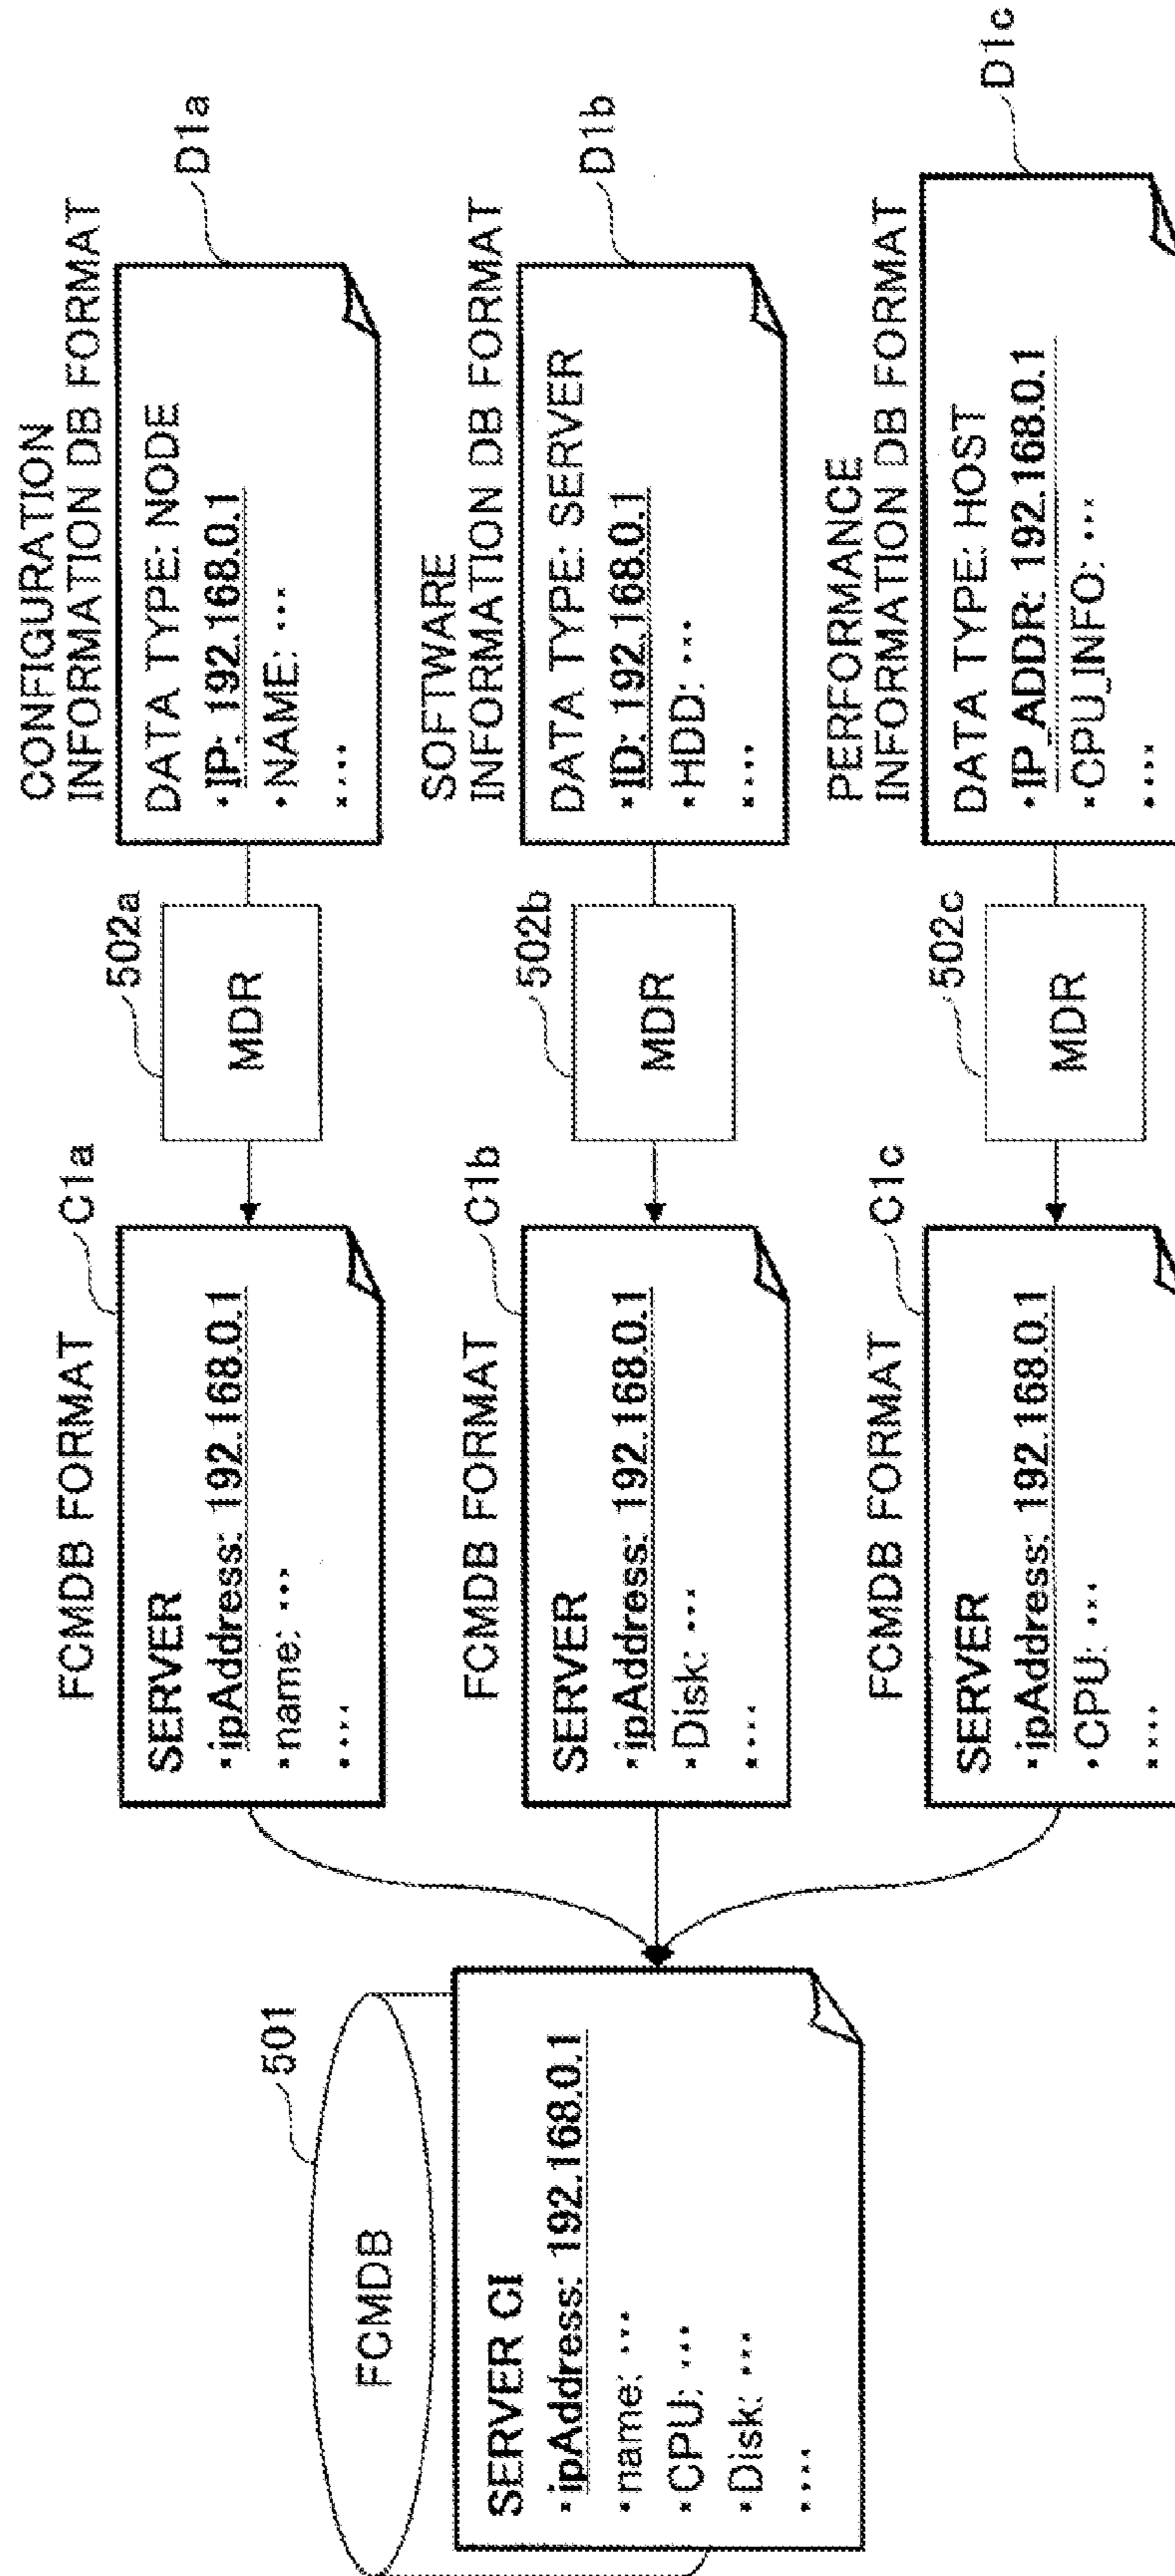 501
FCMDB
SERVER CI
•ipAddress: 192.168.0.1
•name: •••
•CPU: •••
•Disk: •••
••••
FCMDB FORMAT
C1a
SERVER
•ipAddress: 192.168.0.1
•name: •••
••••
502a
MDR
CONFIGURATION
INFORMATION DB FORMAT
D1a
DATA TYPE: NODE
•IP: 192.168.0.1
•NAME: •••
••••
FCMDB FORMAT
C1b
SERVER
•ipAddress: 192.168.0.1
•Disk: •••
••••
502b
MDR
SOFTWARE
INFORMATION DB FORMAT
D1b
DATA TYPE: SERVER
•ID: 192.168.0.1
•HDD: •••
••••
FCMDB FORMAT
C1c
SERVER
•ipAddress: 192.168.0.1
•CPU: •••
••••
502c
MDR
PERFORMANCE
INFORMATION DB FORMAT
D1c
DATA TYPE: HOST
•IP_ADDR: 192.168.0.1
•CPU_INFO: •••
••••